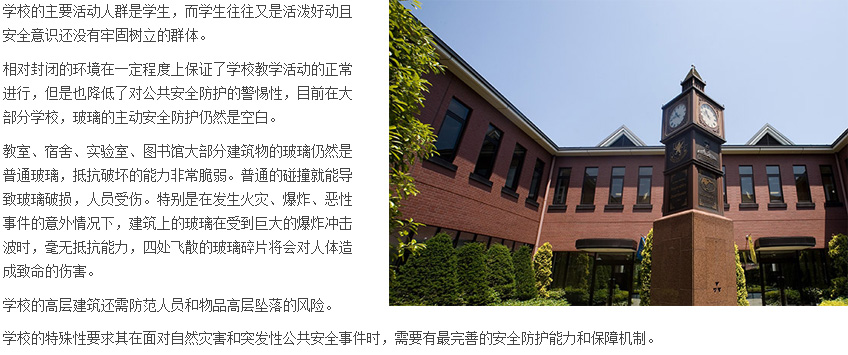 学校的主要活动人群是学生，而学生往往又是活泼好动且
安全意识还没有牢固树立的群体。
相对封闭的环境在一定程度上保证了学校教学活动的正常
进行，但是也降低了对公共安全防护的警惕性，目前在大
部分学校，玻璃的主动安全防护仍然是空白。
教室、宿舍、实验室、图书馆大部分建筑物的玻璃仍然是
普通玻璃，抵抗破坏的能力非常脆弱。普通的碰撞就能导
致玻璃破损，人员受伤。特别是在发生火灾、爆炸、恶性
事件的意外情况下，建筑上的玻璃在受到巨大的爆炸冲击
波时，毫无抵抗能力，四处飞散的玻璃碎片将会对人体造
成致命的伤害。
学校的高层建筑还需防范人员和物品高层坠落的风险。
学校的特殊性要求其在面对自然灾害和突发性公共安全事件时，需要有最完善的安全防护能力和保障机制。